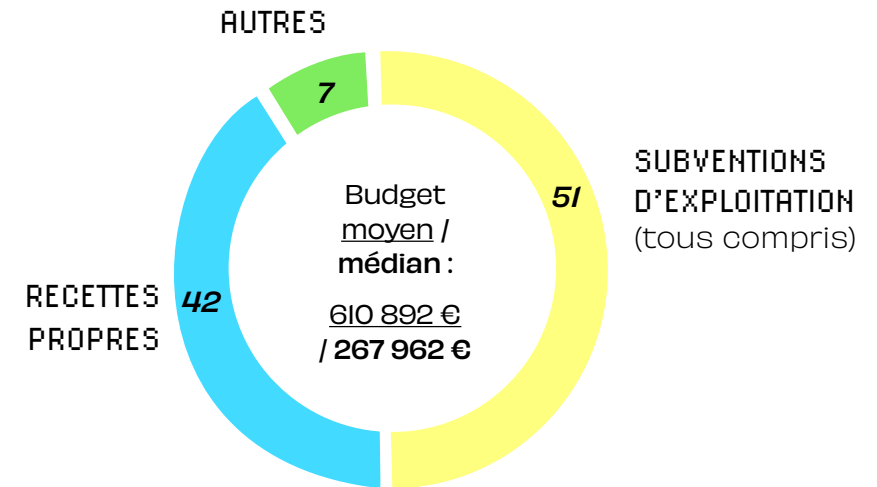 AUTRES
7
SUBVENTIONS
D'EXPLOITATION
(tous compris)
51
Budget
moyen /
médian :
610 892 €
/ 267 962 €
RECETTES
PROPRES
42